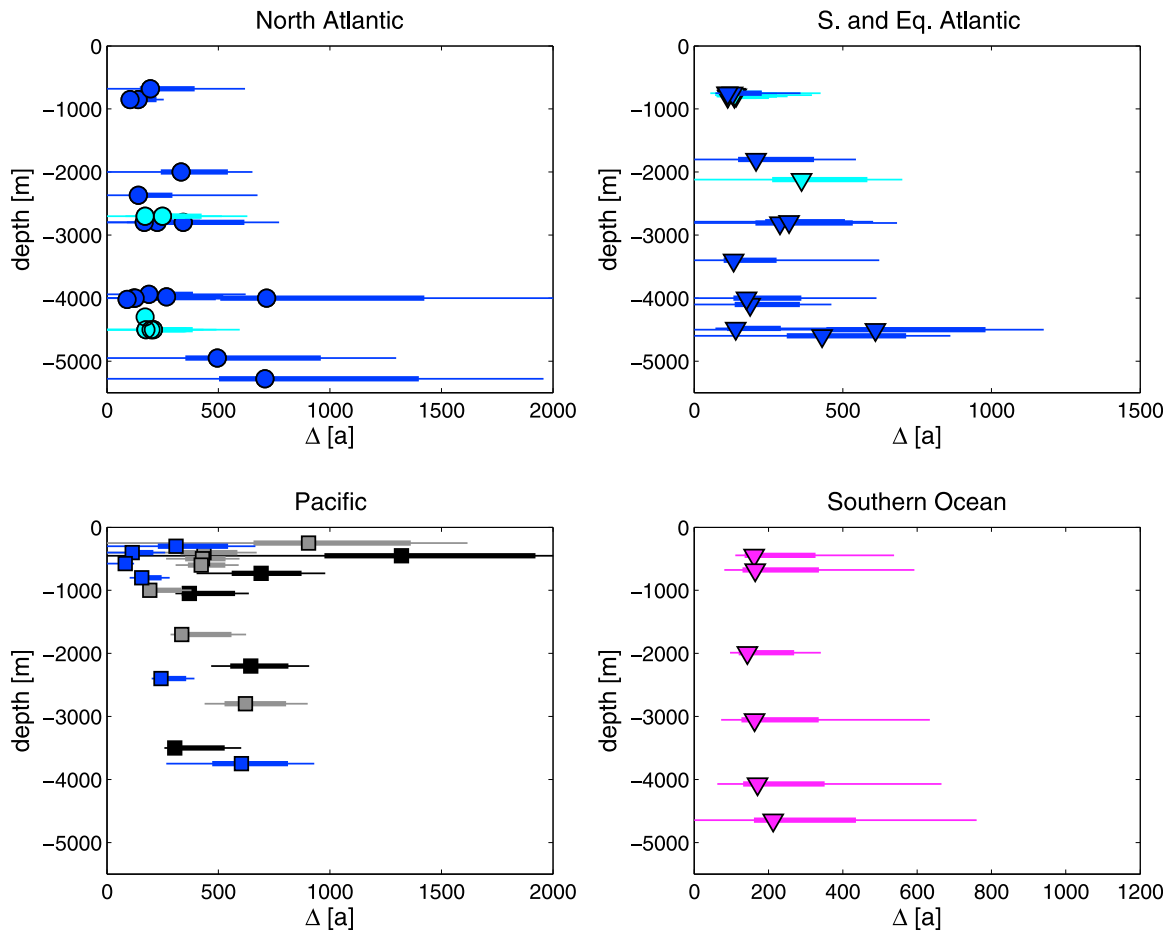 North Atlantic
0
−1000
−2000
−3000
−4000
−5000
depth [m]
0 500 1000 1500 2000
Δ [a]
S. and Eq. Atlantic
0
−1000
−2000
−3000
−4000
−5000
depth [m]
0 500 1000 1500
Δ [a]
Pacific
0
−1000
−2000
−3000
−4000
−5000
depth [m]
0 500 1000 1500 2000
Δ [a]
Southern Ocean
0
−1000
−2000
−3000
−4000
−5000
depth [m]
0 200 400 600 800 1000 1200
Δ [a]